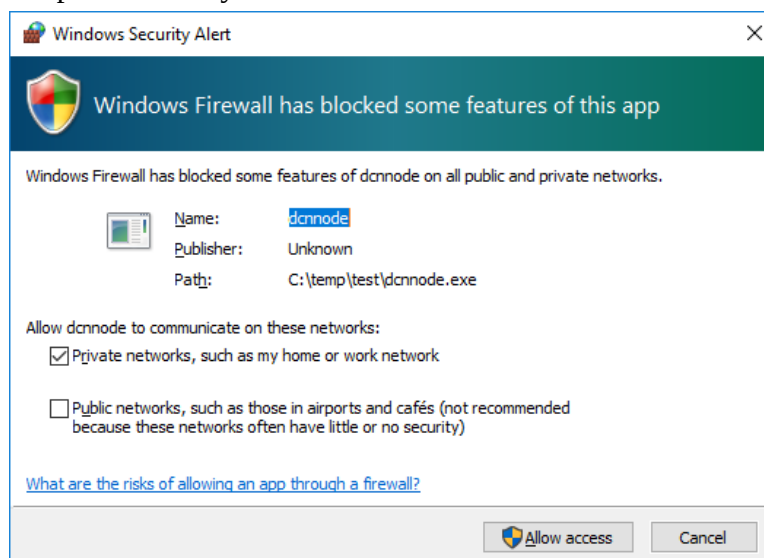 Windows Security Alert
Windows Firewall has blocked some features of this app
Windows Firewall has blocked some features of dcnnode on all public and private networks.
Name: dcnnode
Publisher: Unknown
Path: C:\temp\test\dcnnode.exe
Allow dcnnode to communicate on these networks:
Private networks, such as my home or work network
Public networks, such as those in airports and cafés (not recommended
because these networks often have little or no security)
What are the risks of allowing an app through a firewall?
Allow access Cancel